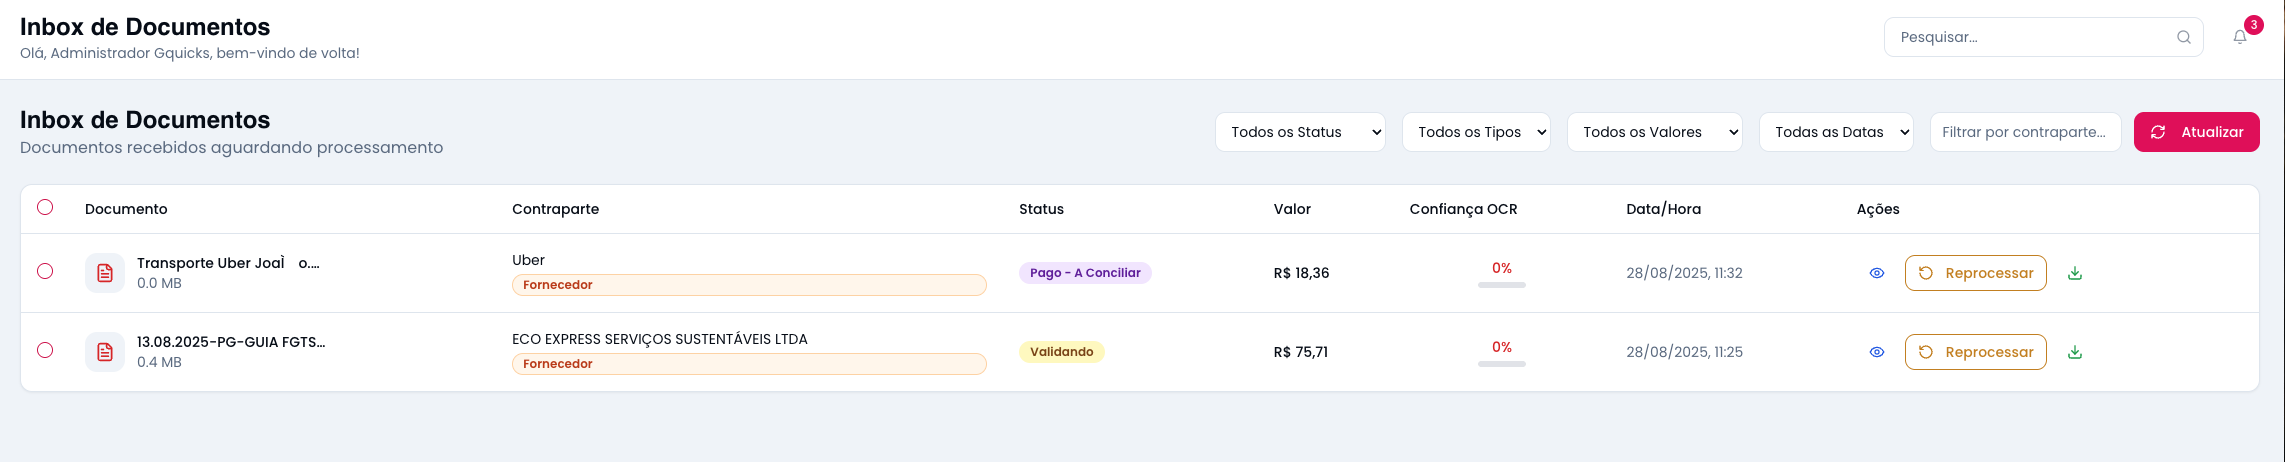 Inbox de Documentos
Olá, Administrador Gquicks, bem-vindo de volta!
Pesquisar...
3
Inbox de Documentos
Documentos recebidos aguardando processamento
Todos os Status
Todos os Tipos
Todos os Valores
Todas as Datas
Filtrar por contraparte...
Atualizar
Documento Contraparte Status Valor Confiança OCR Data/Hora Ações
Transporte Uber JoaÌ o....
0.0 MB
Uber
Fornecedor
Pago - A Conciliar
R$ 18,36
0%
28/08/2025, 11:32
Reprocessar
13.08.2025-PG-GUIA FGTS...
0.4 MB
ECO EXPRESS SERVIÇOS SUSTENTÁVEIS LTDA
Fornecedor
Validando
R$ 75,71
0%
28/08/2025, 11:25
Reprocessar